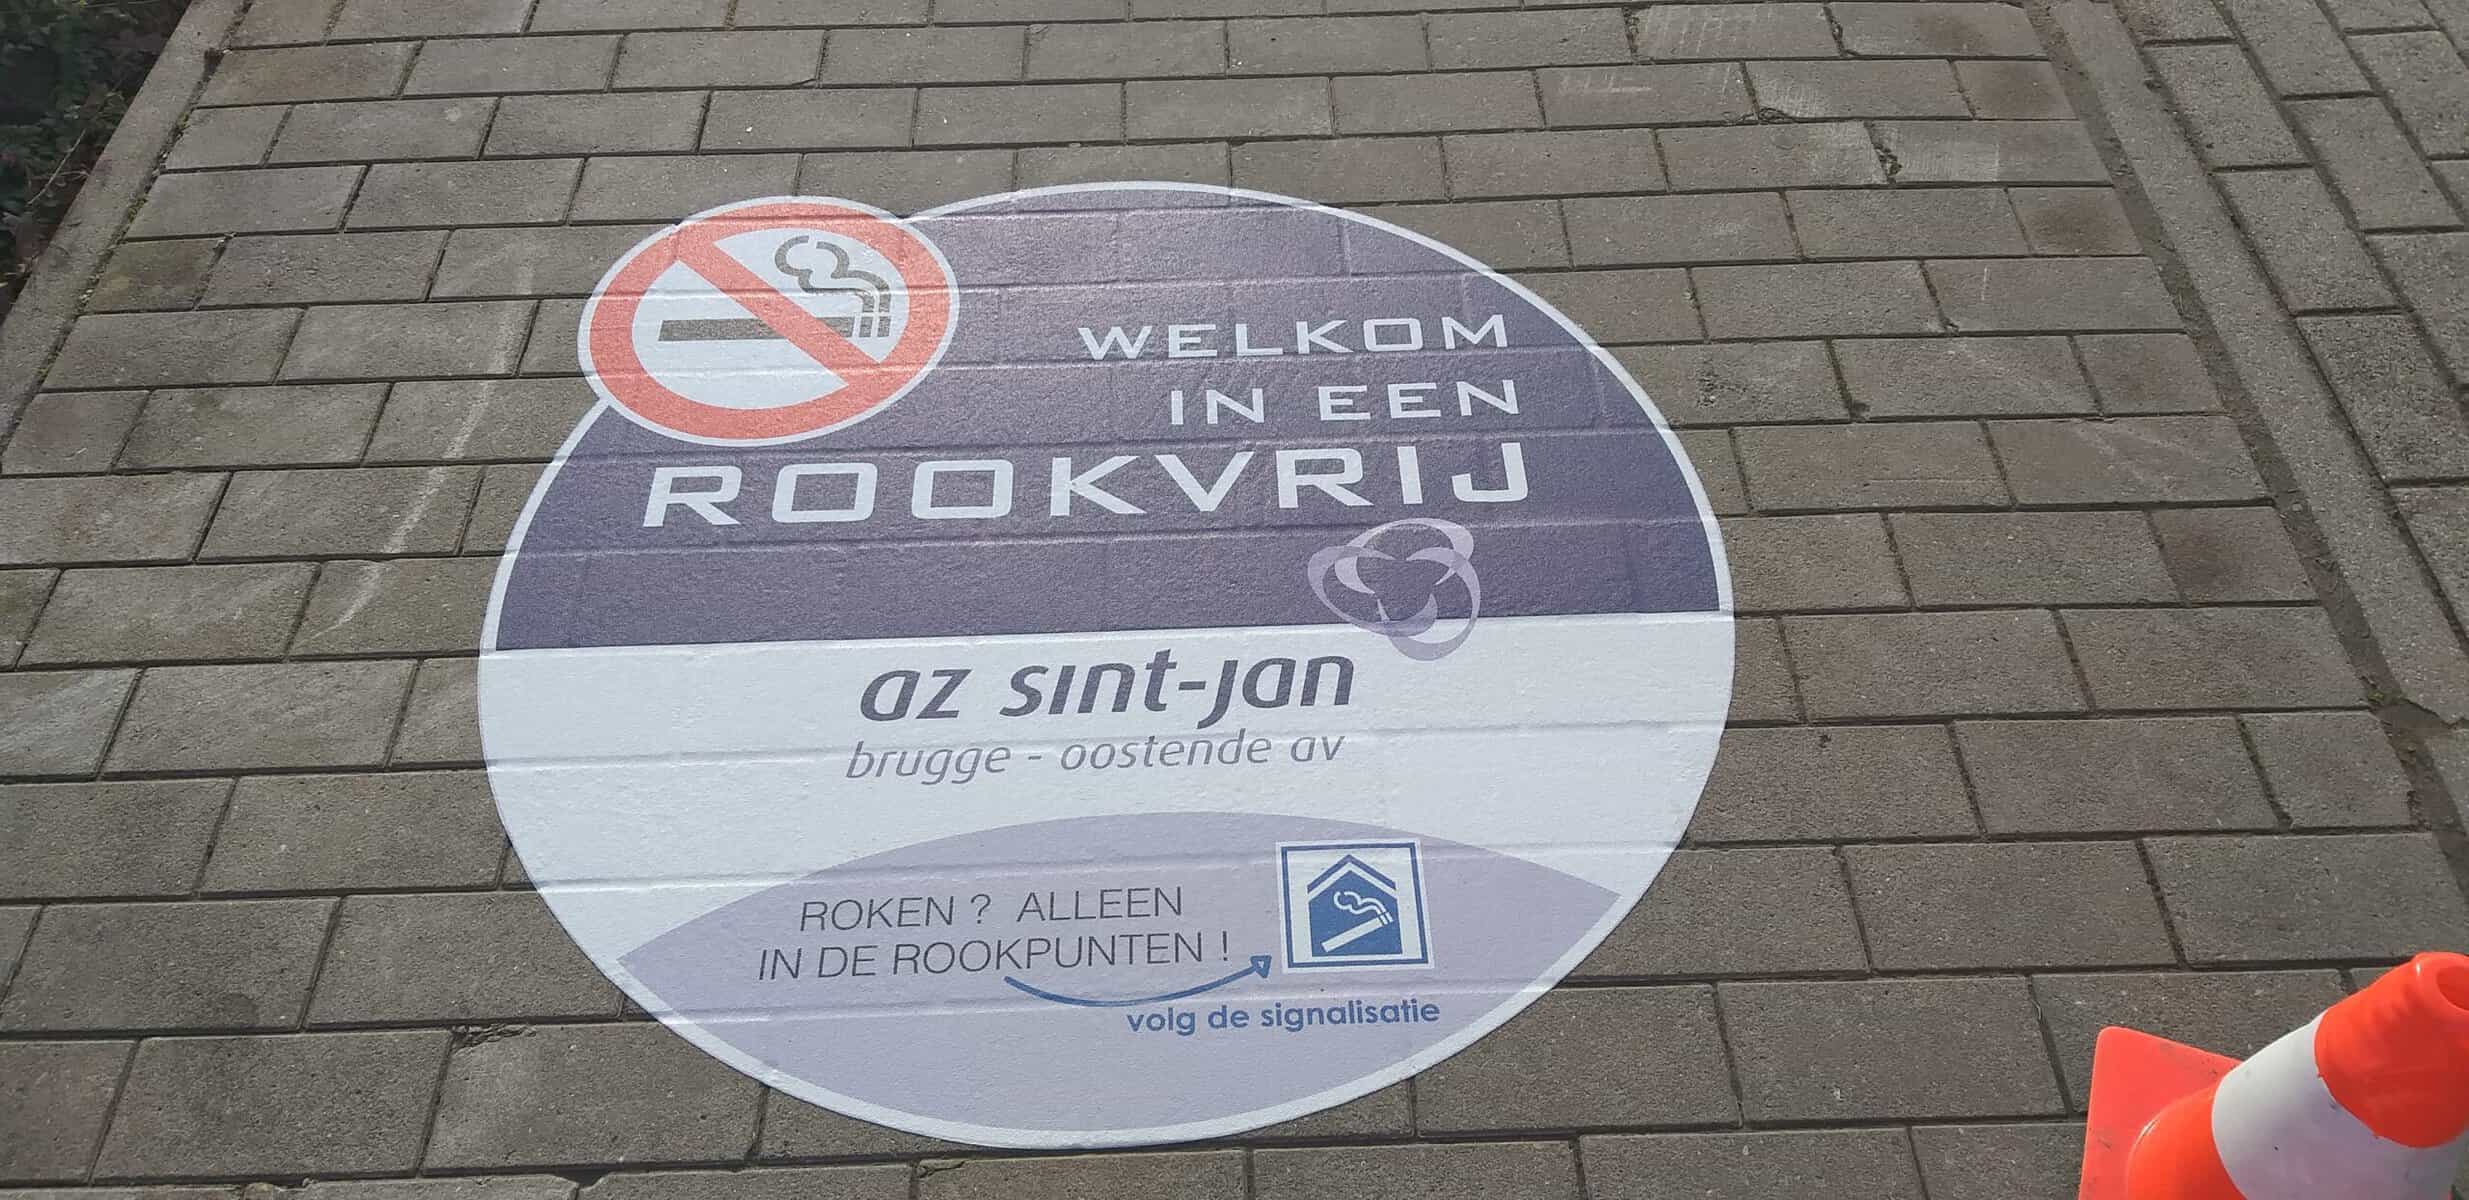 WELKOM
IN EEN
ROOKVRIJ
az sint-jan
brugge - oostende av
ROKEN ? ALLEEN
IN DE ROOKPUNTEN !
volg de signalisatie